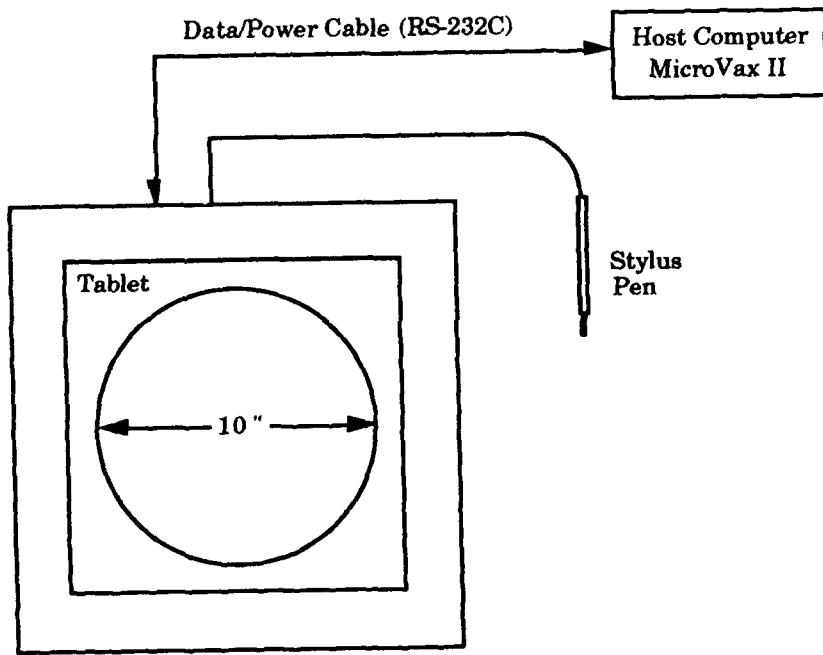 Data/Power Cable (RS-232C)
Host Computer
MicroVax II
Tablet
Stylus
Pen
10 "